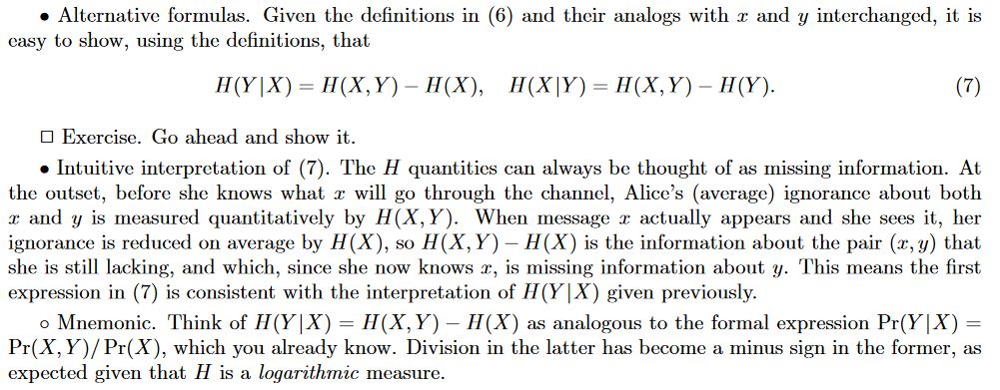 • Alternative formulas. Given the definitions in (6) and their analogs with x and y interchanged, it is
easy to show, using the definitions, that
H(Y|X) = H(X,Y) − H(X),   H(X|Y) = H(X,Y) − H(Y).   (7)
□ Exercise. Go ahead and show it.
• Intuitive interpretation of (7). The H quantities can always be thought of as missing information. At
the outset, before she knows what x will go through the channel, Alice's (average) ignorance about both
x and y is measured quantitatively by H(X,Y). When message x actually appears and she sees it, her
ignorance is reduced on average by H(X), so H(X,Y) − H(X) is the information about the pair (x,y) that
she is still lacking, and which, since she now knows x, is missing information about y. This means the first
expression in (7) is consistent with the interpretation of H(Y|X) given previously.
◦ Mnemonic. Think of H(Y|X) = H(X,Y) − H(X) as analogous to the formal expression Pr(Y|X) =
Pr(X,Y)/Pr(X), which you already know. Division in the latter has become a minus sign in the former, as
expected given that H is a logarithmic measure.